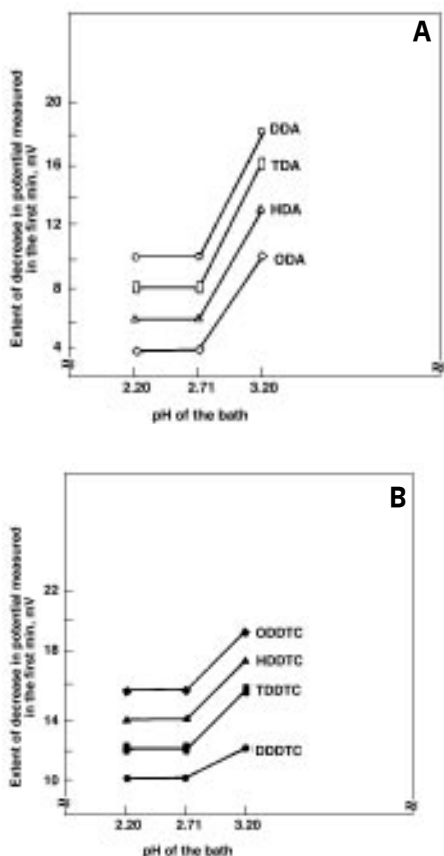 A
Extent of decrease in potential measured
in the first min, mV
20
16
12
8
4
DDA
TDA
HDA
ODA
2.20 2.71 3.20
pH of the bath
B
Extent of decrease in potential measured
in the first min, mV
22
18
14
10
ODDTC
HDDTC
TDDTC
DDDTC
2.20 2.71 3.20
pH of the bath